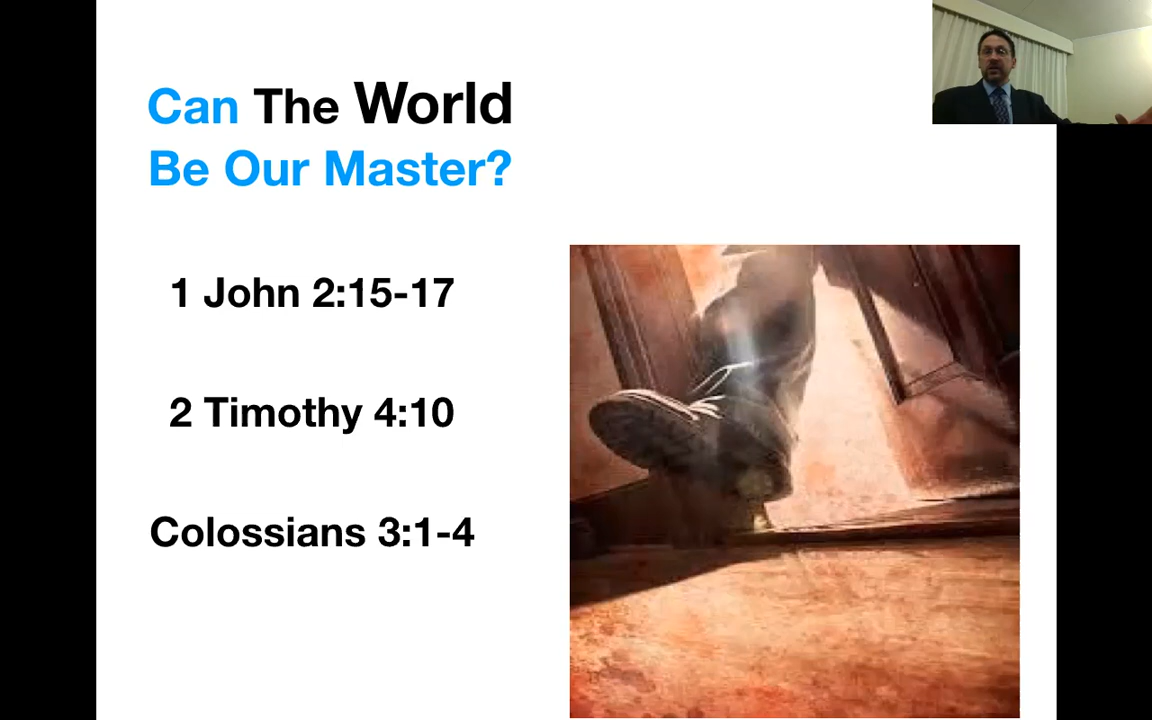 Can The World
Be Our Master?
1 John 2:15-17
2 Timothy 4:10
Colossians 3:1-4